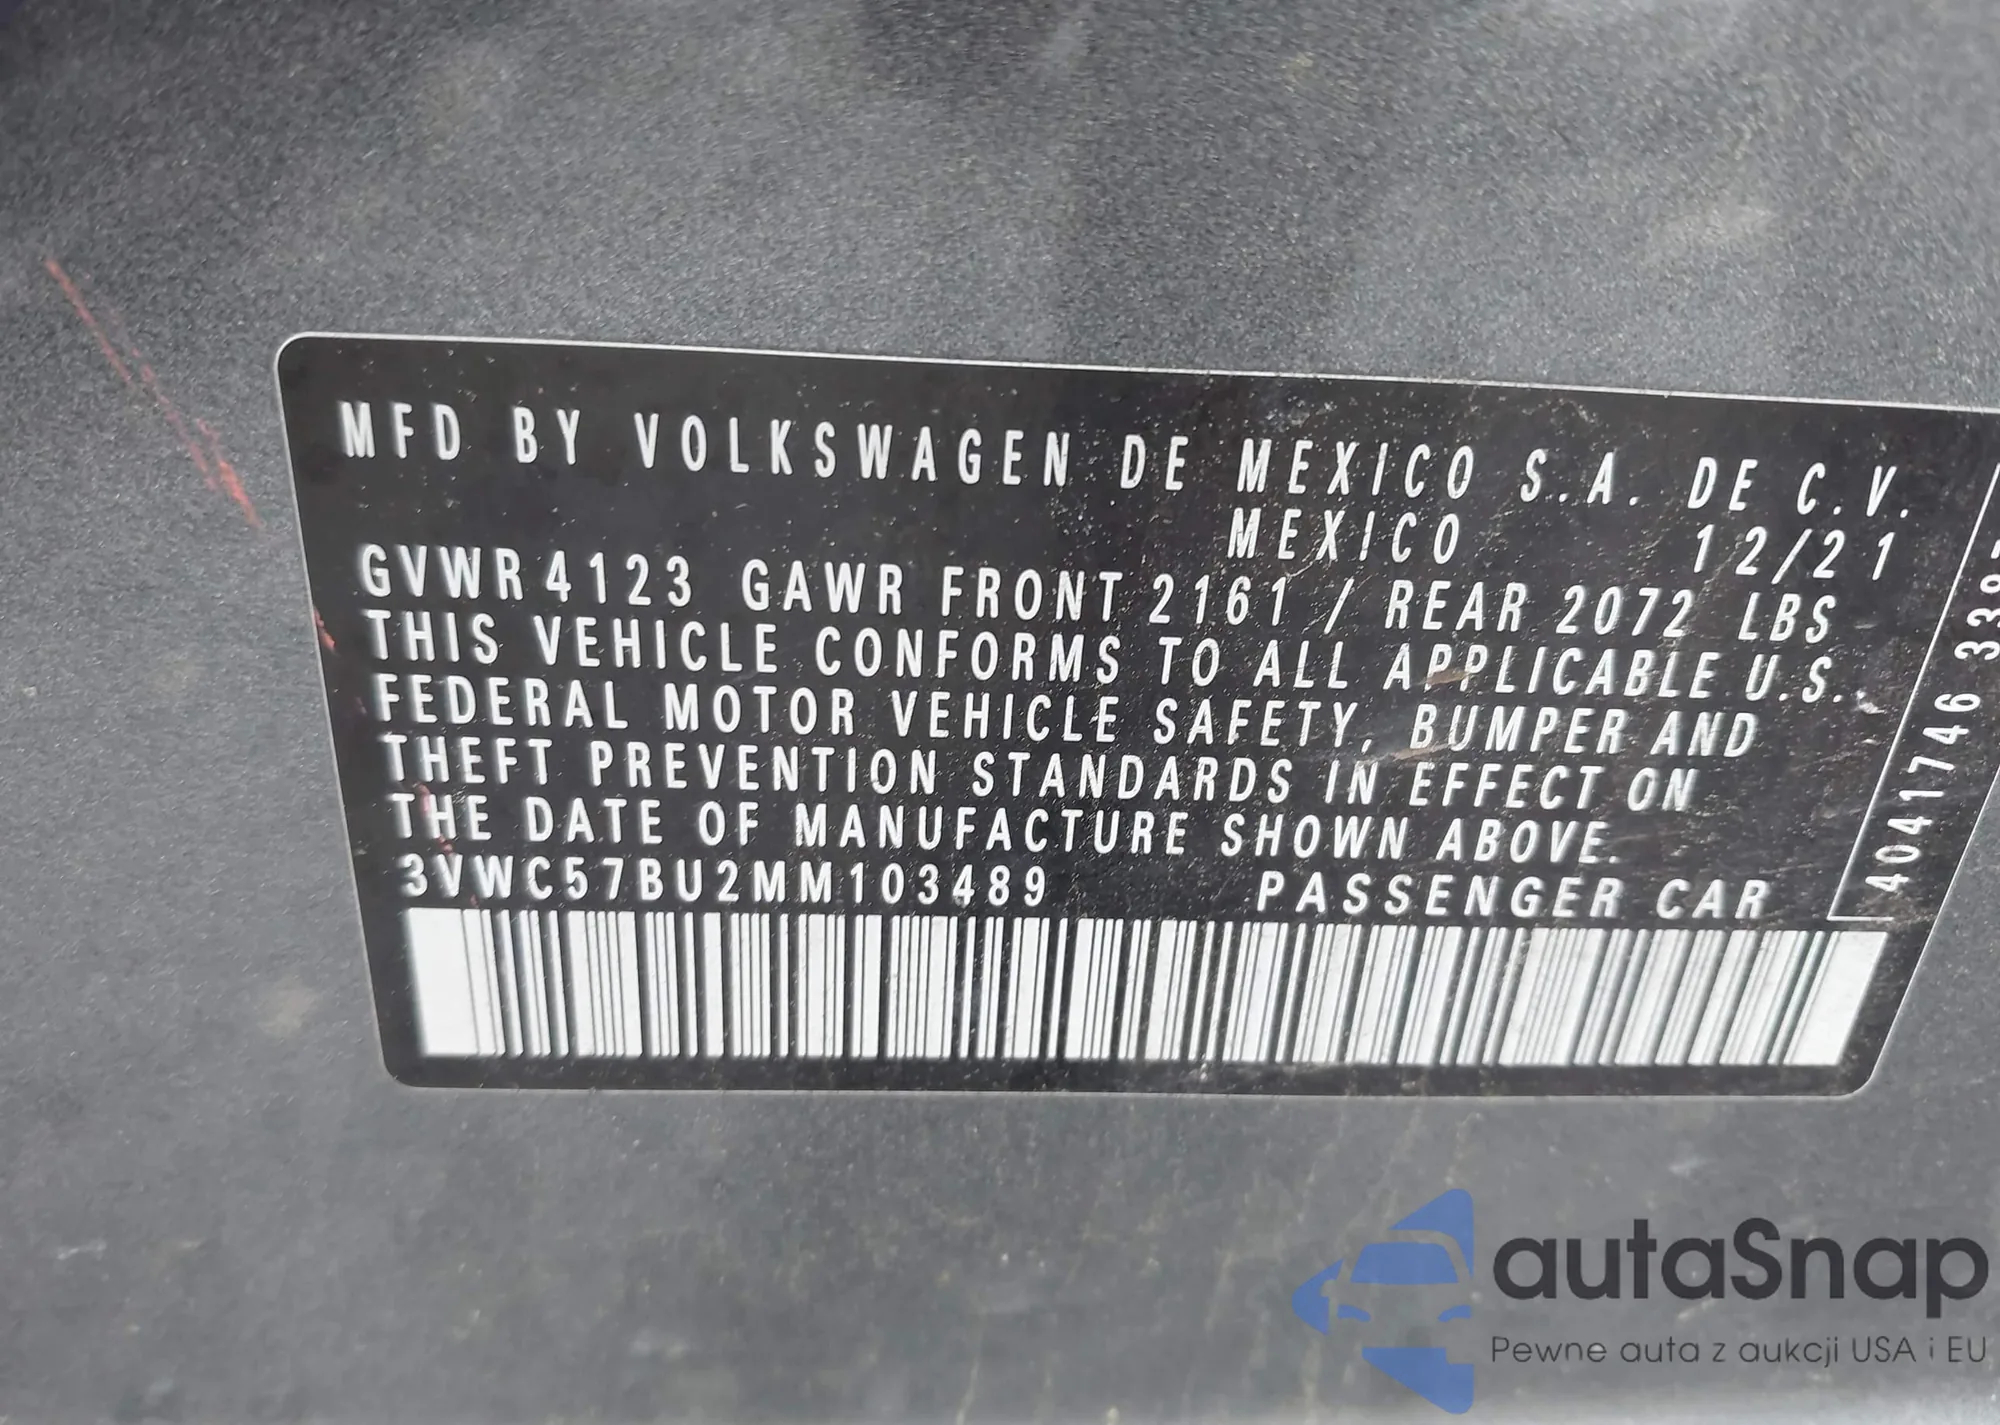 MFD BY VOLKSWAGEN DE MEXICO S.A. DE C.V.
MEXICO 12/21
GVWR 4123 GAWR FRONT 2161 / REAR 2072 LBS
THIS VEHICLE CONFORMS TO ALL APPLICABLE U.S.
FEDERAL MOTOR VEHICLE SAFETY, BUMPER AND
THEFT PREVENTION STANDARDS IN EFFECT ON
THE DATE OF MANUFACTURE SHOWN ABOVE.
3VWC57BU2MM103489 PASSENGER CAR
4041746
autaSnap
Pewne auta z aukcji USA i EU